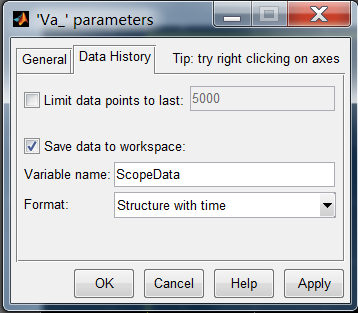 'Va_' parameters
General Data History Tip: try right clicking on axes
Limit data points to last: 5000
Save data to workspace:
Variable name: ScopeData
Format: Structure with time
OK Cancel Help Apply